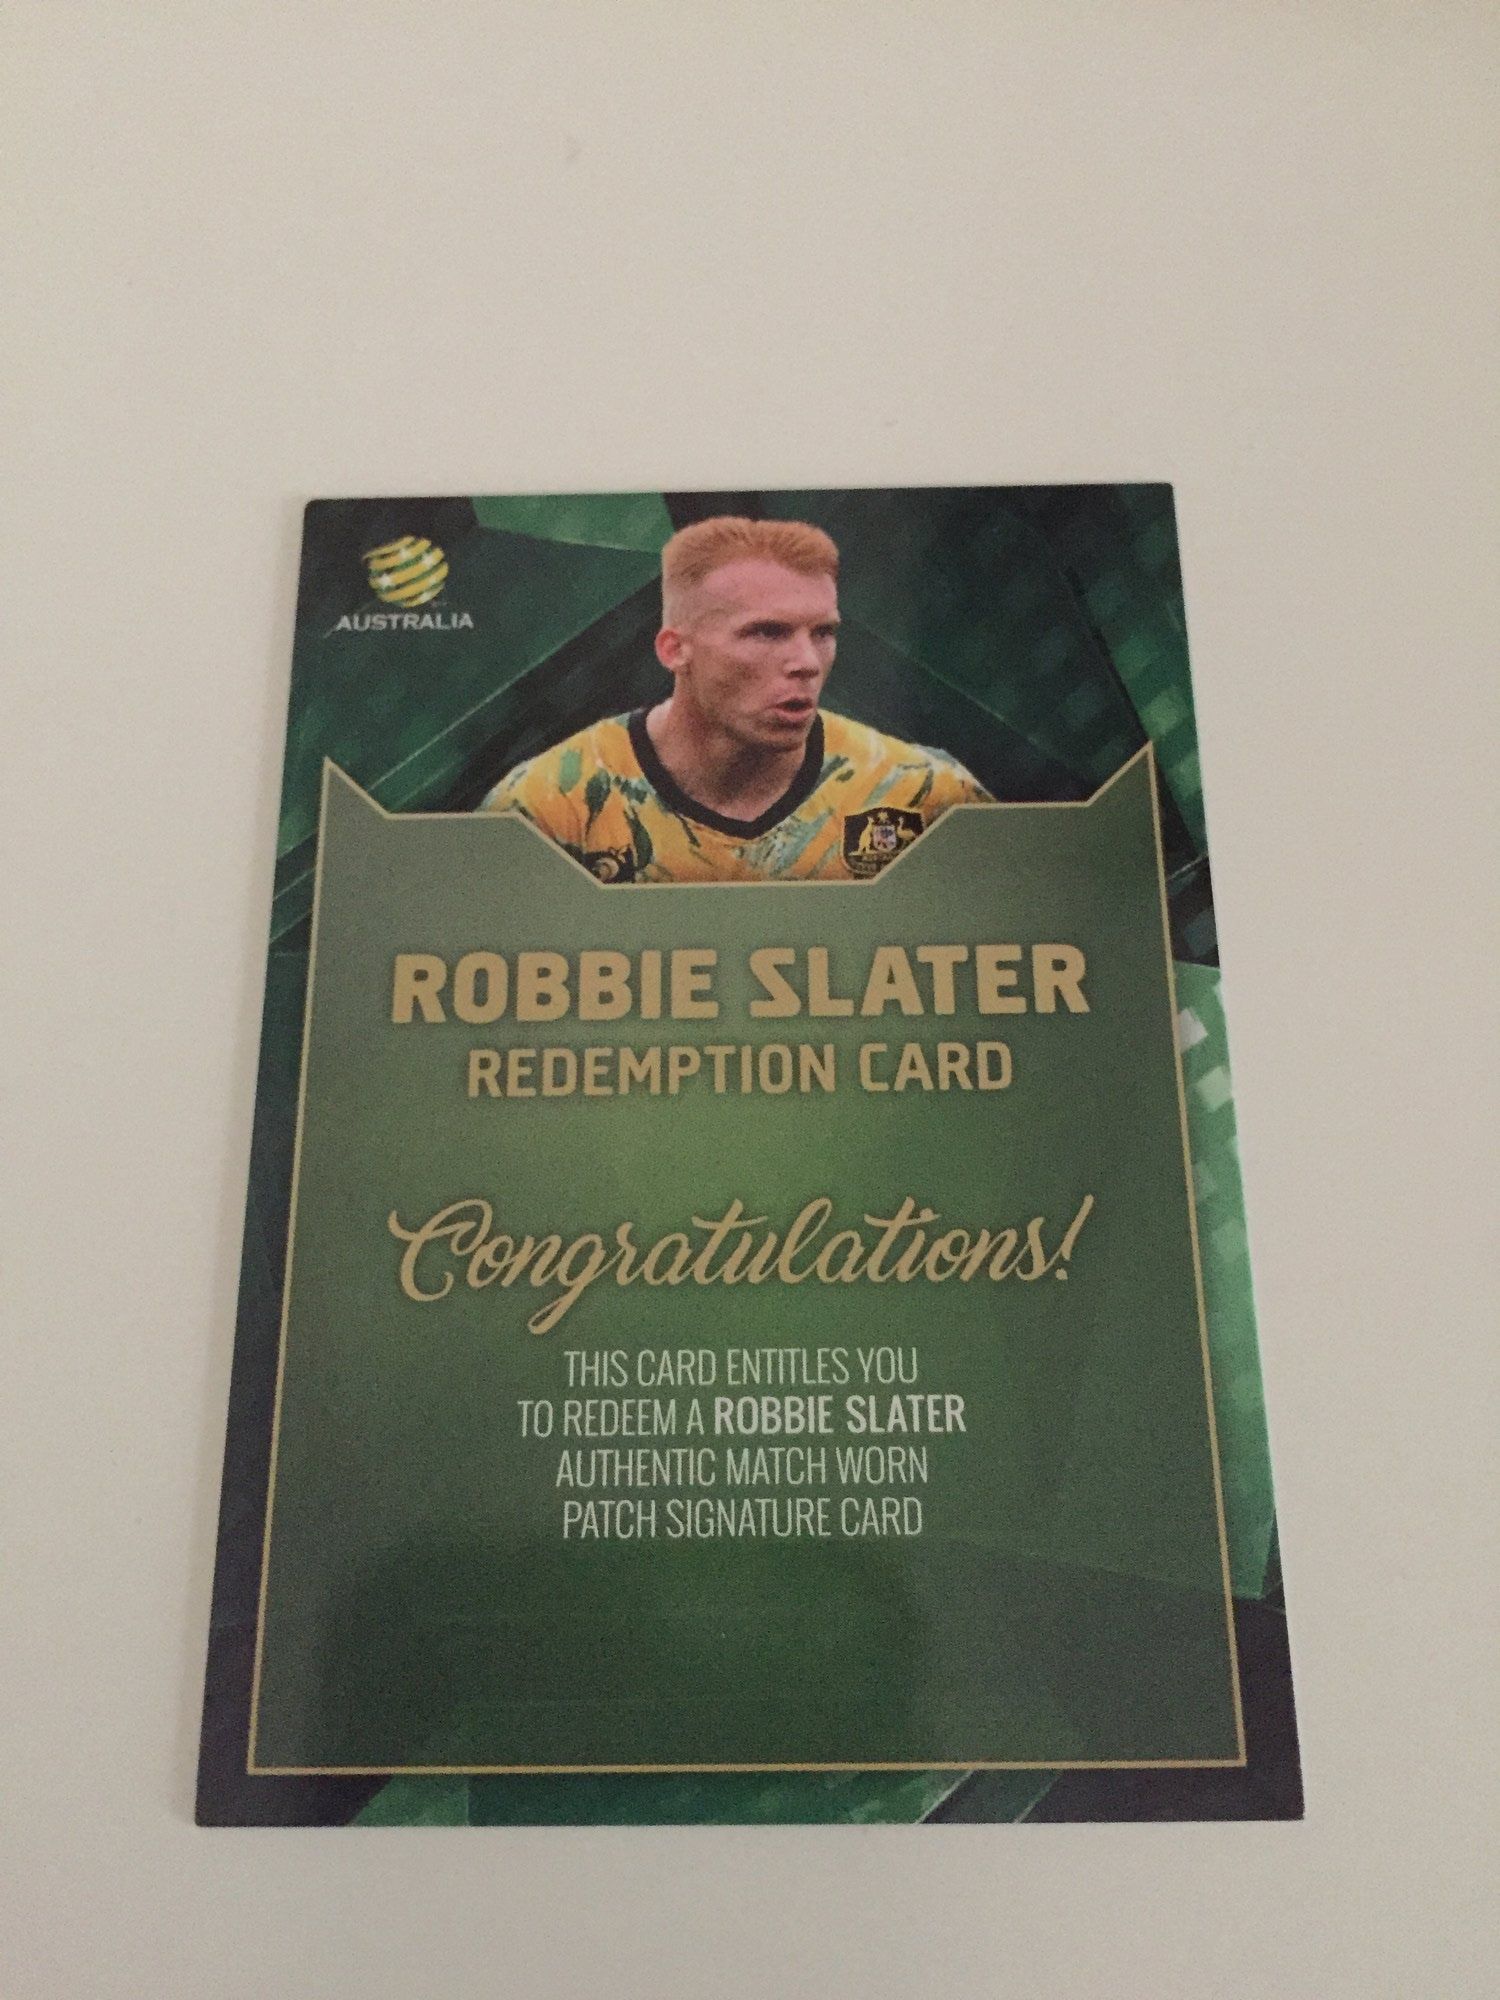 AUSTRALIA
ROBBIE SLATER
REDEMPTION CARD
Congratulations!
THIS CARD ENTITLES YOU
TO REDEEM A ROBBIE SLATER
AUTHENTIC MATCH WORN
PATCH SIGNATURE CARD